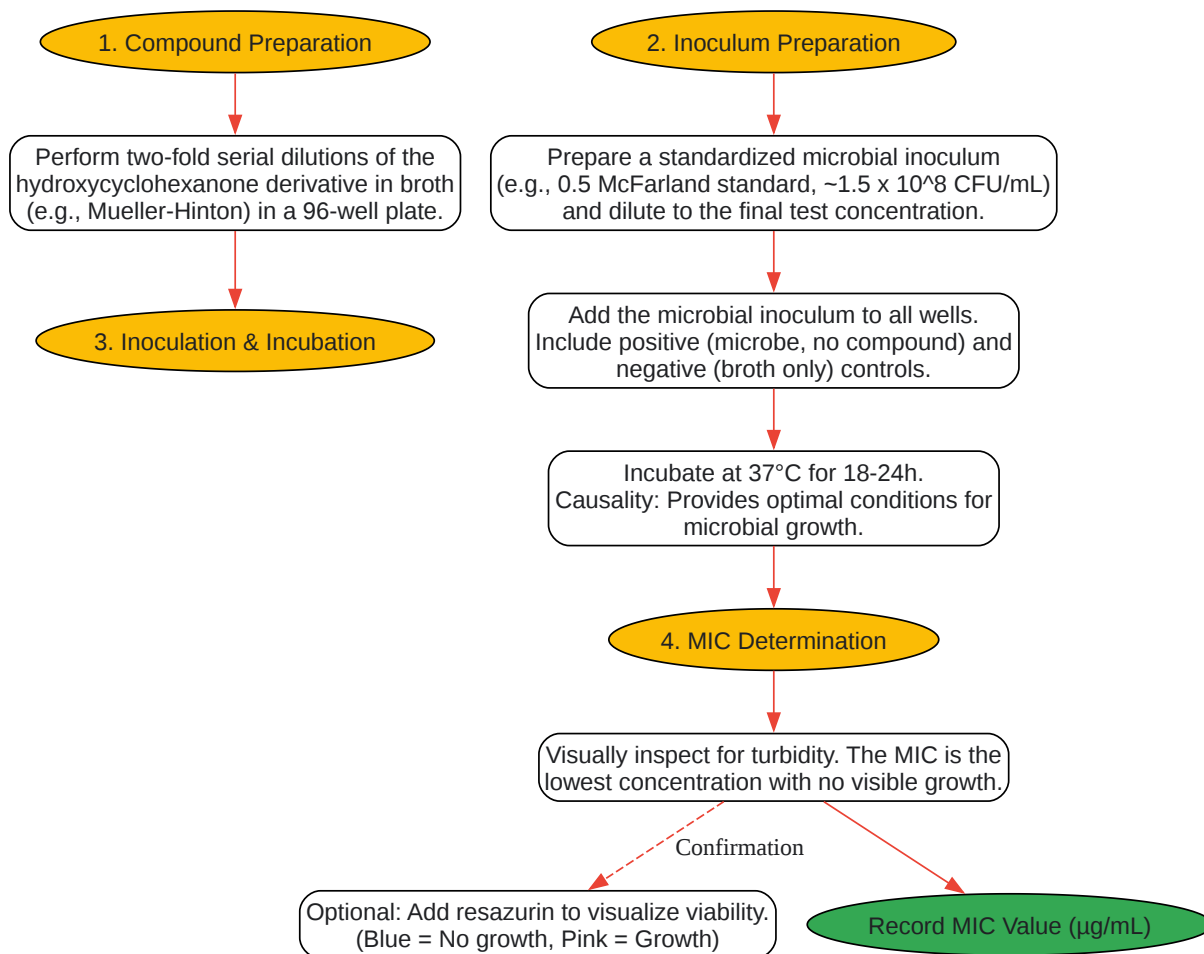 1. Compound Preparation
2. Inoculum Preparation
Perform two-fold serial dilutions of the
hydroxycyclohexanone derivative in broth
(e.g., Mueller-Hinton) in a 96-well plate.
Prepare a standardized microbial inoculum
(e.g., 0.5 McFarland standard, ~1.5 x 10^8 CFU/mL)
and dilute to the final test concentration.
3. Inoculation & Incubation
Add the microbial inoculum to all wells.
Include positive (microbe, no compound) and
negative (broth only) controls.
Incubate at 37°C for 18-24h.
Causality: Provides optimal conditions for
microbial growth.
4. MIC Determination
Visually inspect for turbidity. The MIC is the
lowest concentration with no visible growth.
Confirmation
Optional: Add resazurin to visualize viability.
(Blue = No growth, Pink = Growth)
Record MIC Value (µg/mL)